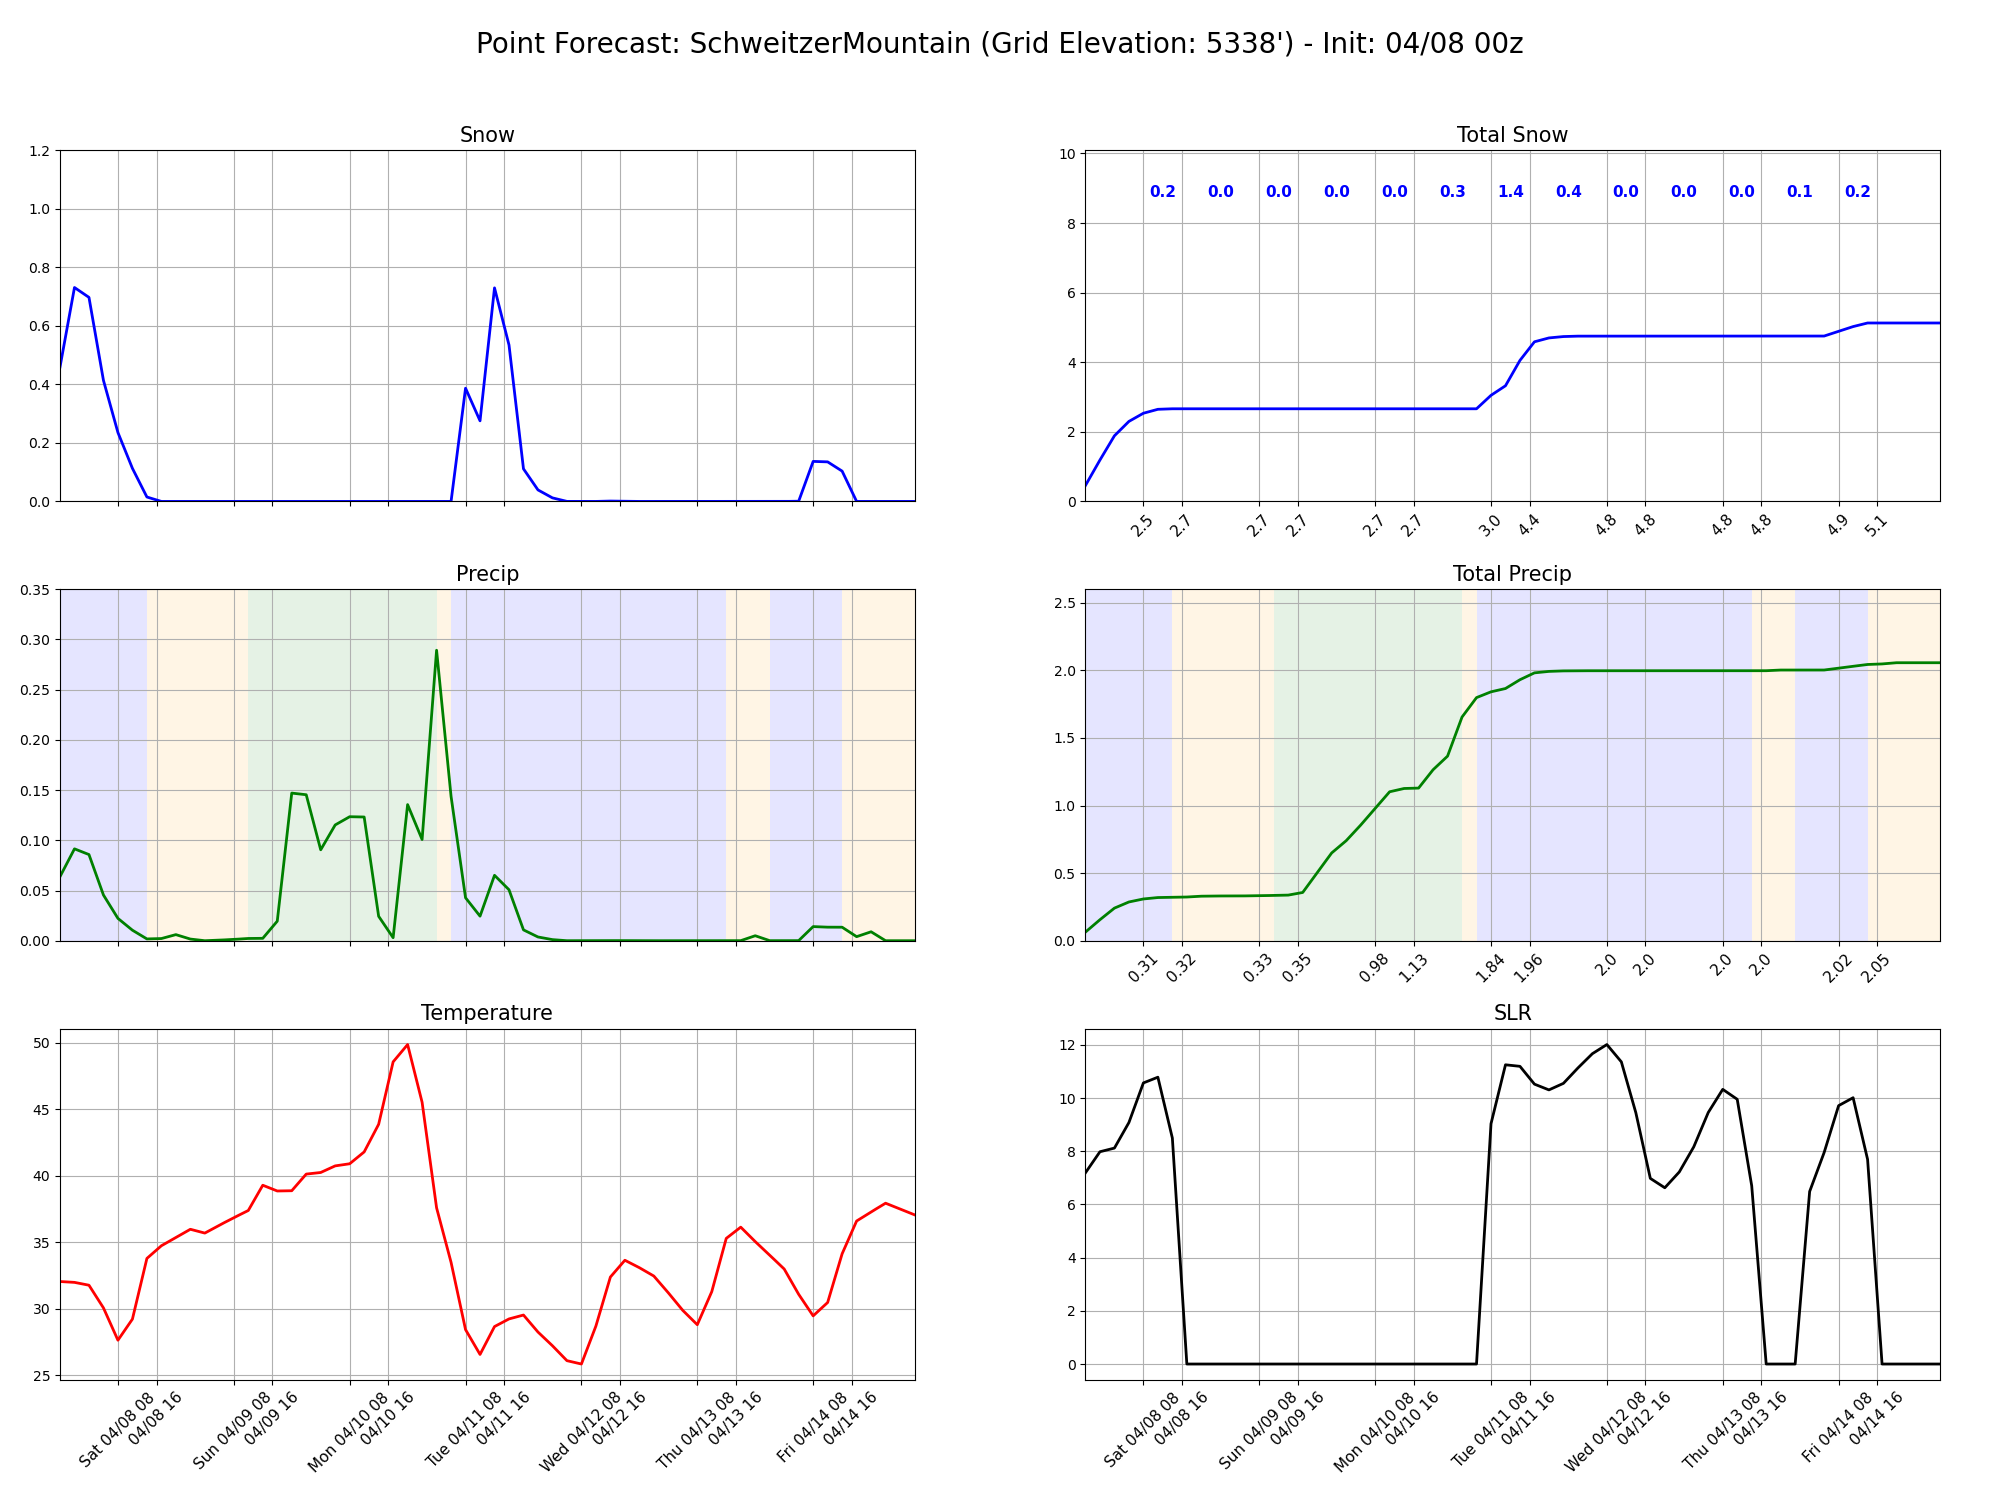 Point Forecast: SchweitzerMountain (Grid Elevation: 5338') - Init: 04/08 00z
Snow
1.2
1.0
0.8
0.6
0.4
0.2
0.0
Total Snow
10
8
6
4
2
0
0.2 0.0 0.0 0.0 0.0 0.3 1.4 0.4 0.0 0.0 0.0 0.1 0.2
2.5 2.7 2.7 2.7 2.7 2.7 3.0 4.4 4.8 4.8 4.8 4.8 4.9 5.1
Precip
0.35
0.30
0.25
0.20
0.15
0.10
0.05
0.00
Total Precip
2.5
2.0
1.5
1.0
0.5
0.0
0.31 0.32 0.33 0.35 0.98 1.13 1.84 1.96 2.0 2.0 2.0 2.0 2.02 2.05
Temperature
50
45
40
35
30
25
Sat 04/08 08
04/08 16
Sun 04/09 08
04/09 16
Mon 04/10 08
04/10 16
Tue 04/11 08
04/11 16
Wed 04/12 08
04/12 16
Thu 04/13 08
04/13 16
Fri 04/14 08
04/14 16
SLR
12
10
8
6
4
2
0
Sat 04/08 08
04/08 16
Sun 04/09 08
04/09 16
Mon 04/10 08
04/10 16
Tue 04/11 08
04/11 16
Wed 04/12 08
04/12 16
Thu 04/13 08
04/13 16
Fri 04/14 08
04/14 16